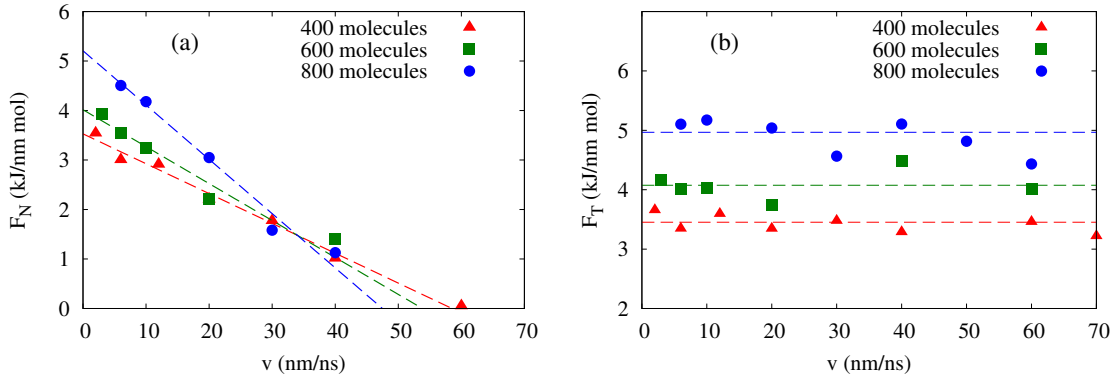 (a)
400 molecules
600 molecules
800 molecules
F_N (kJ/nm mol)
6
5
4
3
2
1
0
0 10 20 30 40 50 60 70
v (nm/ns)
(b)
400 molecules
600 molecules
800 molecules
F_T (kJ/nm mol)
6
5
4
3
2
0 10 20 30 40 50 60 70
v (nm/ns)